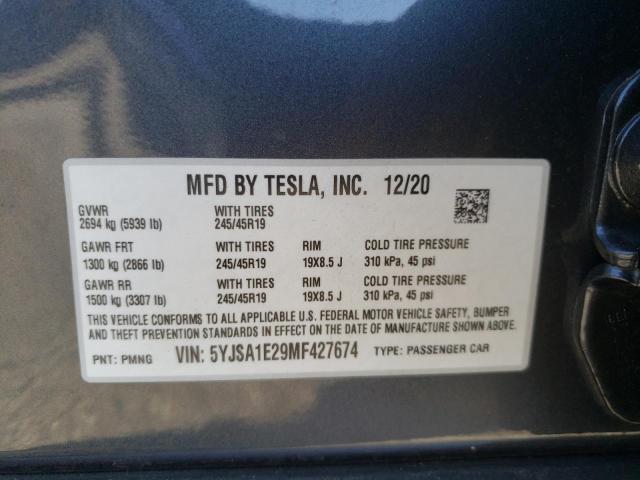 MFD BY TESLA, INC. 12/20
GVWR WITH TIRES
2694 kg (5939 lb) 245/45R19
GAWR FRT WITH TIRES RIM COLD TIRE PRESSURE
1300 kg (2866 lb) 245/45R19 19X8.5 J 310 kPa, 45 psi
GAWR RR WITH TIRES RIM COLD TIRE PRESSURE
1500 kg (3307 lb) 245/45R19 19X8.5 J 310 kPa, 45 psi
THIS VEHICLE CONFORMS TO ALL APPLICABLE U.S. FEDERAL MOTOR VEHICLE SAFETY, BUMPER
AND THEFT PREVENTION STANDARDS IN EFFECT ON THE DATE OF MANUFACTURE SHOWN ABOVE.
PNT: PMNG VIN: 5YJSA1E29MF427674 TYPE: PASSENGER CAR